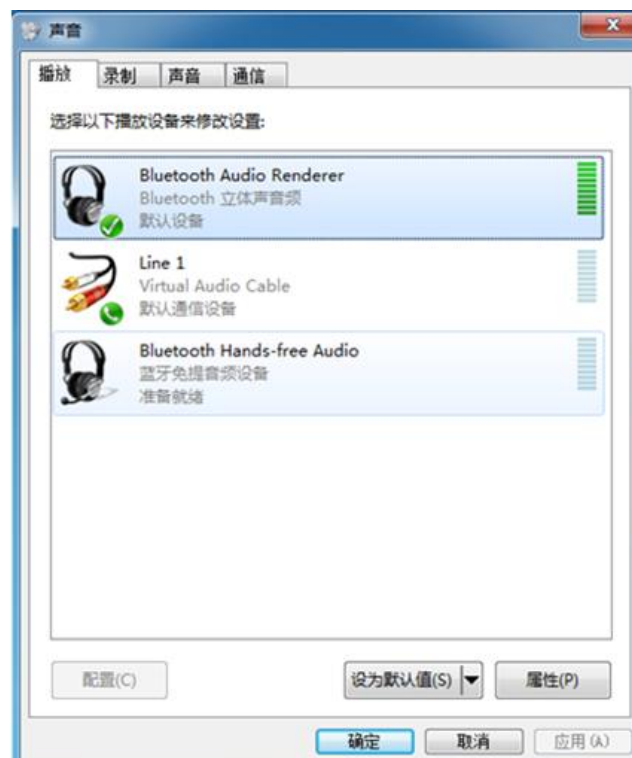 声音
播放 录制 声音 通信
选择以下播放设备来修改设置:
Bluetooth Audio Renderer
Bluetooth 立体声音频
默认设备
Line 1
Virtual Audio Cable
默认通信设备
Bluetooth Hands-free Audio
蓝牙免提音频设备
准备就绪
配置(C) 设为默认值(S) 属性(P)
确定 取消 应用(A)